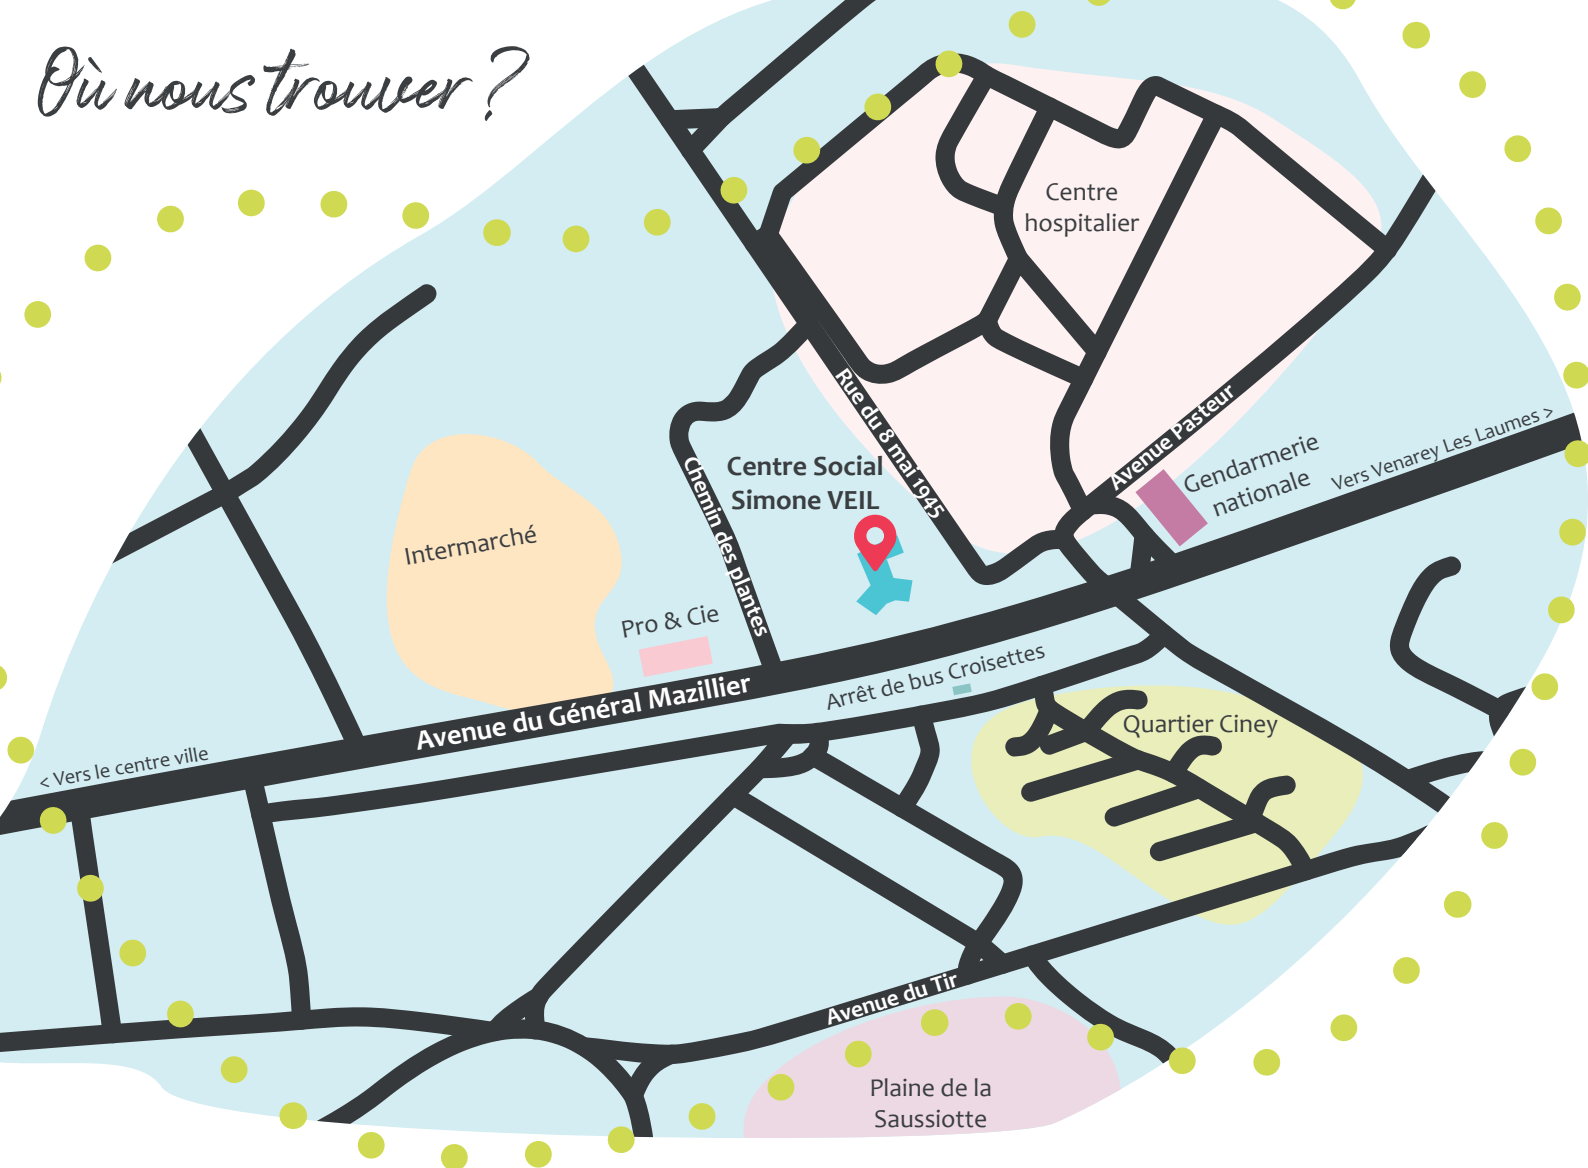 Où nous trouver ?
Centre
hospitalier
Rue du 8 mai 1945
Avenue Pasteur
Gendarmerie
nationale
Vers Venarey Les Laumes >
Centre Social
Simone VEIL
Chemin des plantes
Intermarché
Pro & Cie
Avenue du Général Mazillier
Arrêt de bus Croisettes
< Vers le centre ville
Quartier Ciney
Avenue du Tir
Plaine de la
Saussiotte